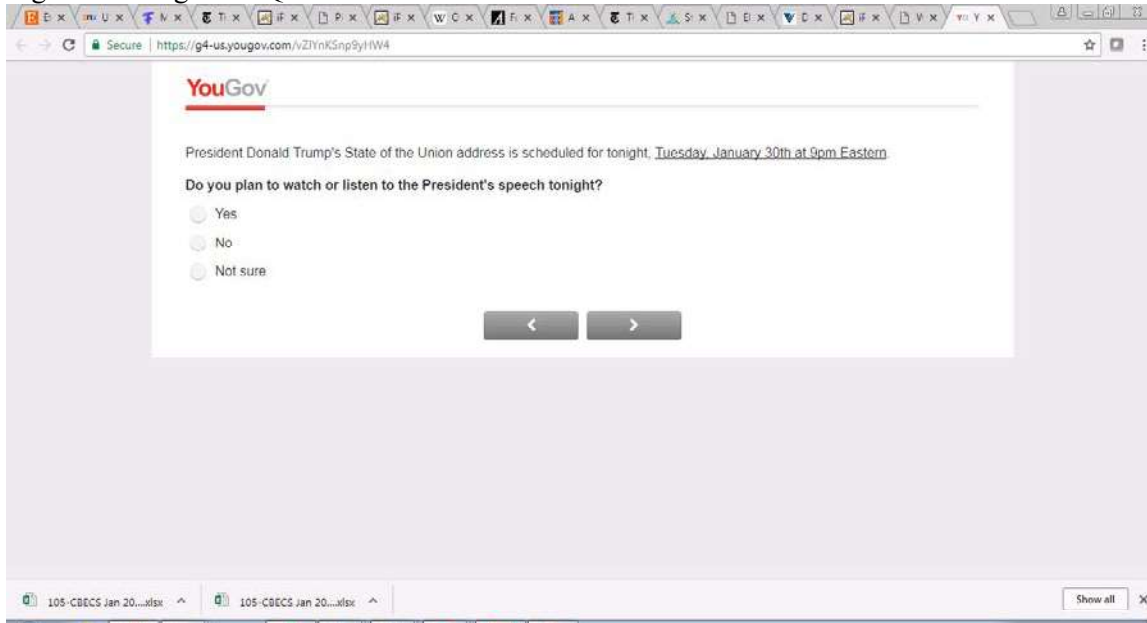 Secure | https://g4-us.yougov.com/vZIYnKSnp9yHW4
YouGov
President Donald Trump's State of the Union address is scheduled for tonight, Tuesday, January 30th at 9pm Eastern.
Do you plan to watch or listen to the President's speech tonight?
Yes
No
Not sure
105-CBECS Jan 20....xlsx 105-CBECS Jan 20....xlsx Show all